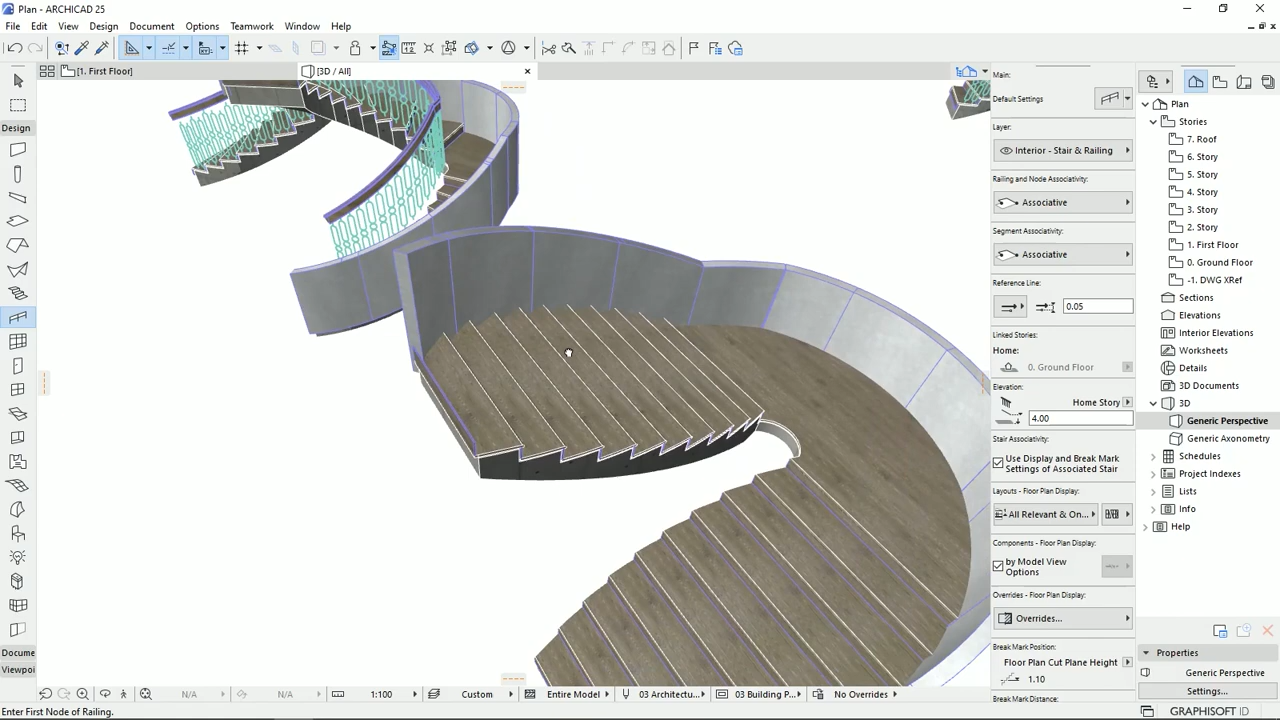 Plan - ARCHICAD 25
File Edit View Design Document Options Teamwork Window Help
[1. First Floor]
[3D / All]
Main:
Default Settings
Layer:
Interior - Stair & Railing
Railing and Node Associativity:
Associative
Segment Associativity:
Associative
Reference Line:
0.05
Linked Stories:
Home:
0. Ground Floor
Elevation:
Home Story
4.00
Stair Associativity:
Use Display and Break Mark
Settings of Associated Stair
Layouts - Floor Plan Display:
All Relevant & On...
Components - Floor Plan Display:
by Model View
Options
Overrides - Floor Plan Display:
Overrides...
Break Mark Position:
Floor Plan Cut Plane Height
1.10
Break Mark Distance:
Plan
Stories
7. Roof
6. Story
5. Story
4. Story
3. Story
2. Story
1. First Floor
0. Ground Floor
-1. DWG XRef
Sections
Elevations
Interior Elevations
Worksheets
Details
3D Documents
3D
Generic Perspective
Generic Axonometry
Schedules
Project Indexes
Lists
Info
Help
Properties
Generic Perspective
Settings...
GRAPHISOFT ID
Design
Docume
Viewpoi
N/A
N/A
1:100
Custom
Entire Model
03 Architectu...
03 Building P...
No Overrides
Enter First Node of Railing.